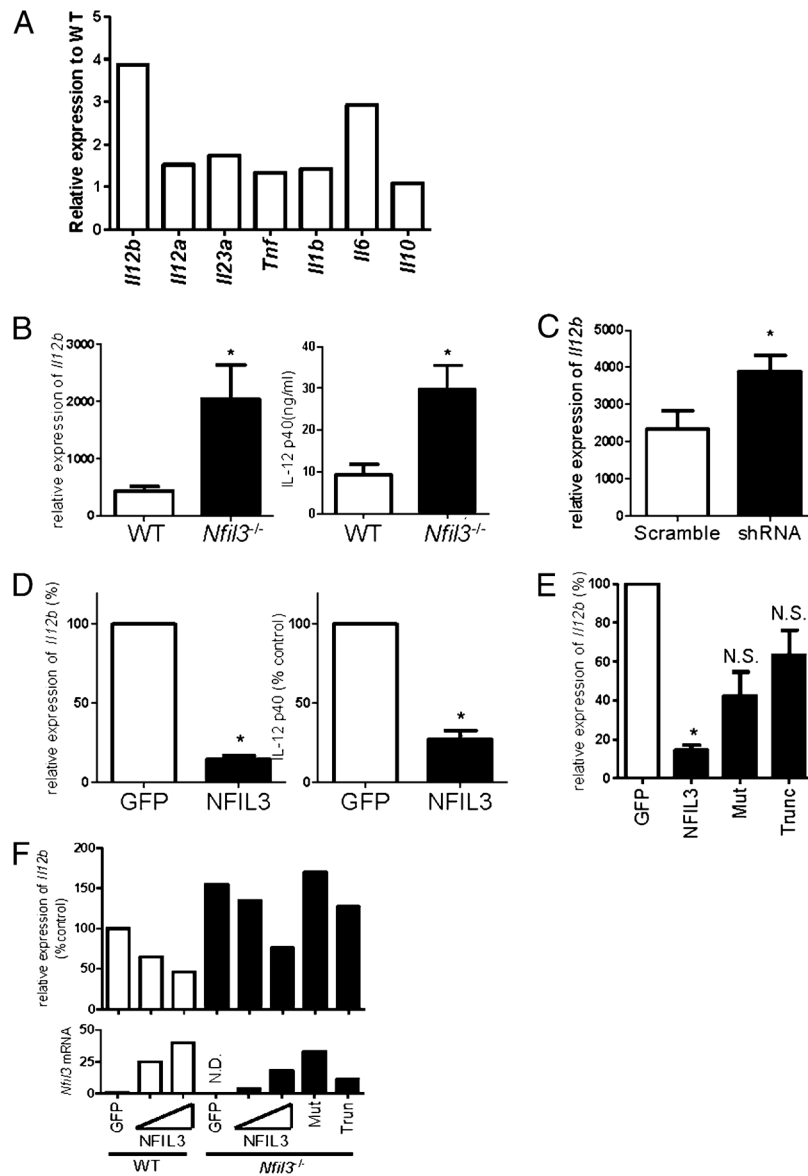 A
Relative expression to WT
5
4
3
2
1
0
Il12b
Il12a
Il23a
Tnf
Il1b
Il6
Il10
B
relative expression of Il12b
3000
2000
1000
0
*
WT
Nfil3-/-
IL-12 p40(ng/ml)
40
30
20
10
0
*
WT
Nfil3-/-
C
relative expression of Il12b
5000
4000
3000
2000
1000
0
*
Scramble
shRNA
D
relative expression of Il12b (%)
100
50
0
*
GFP
NFIL3
IL-12 p40 (% control)
100
50
0
*
GFP
NFIL3
E
relative expression of Il12b (%)
100
80
60
40
20
0
*
N.S.
N.S.
GFP
NFIL3
Mut
Trunc
F
relative expression of Il12b
(%control)
200
150
100
50
0
Nfil3 mRNA
50
25
0
N.D.
GFP
NFIL3
GFP
NFIL3
Mut
Trun
WT
Nfil3-/-